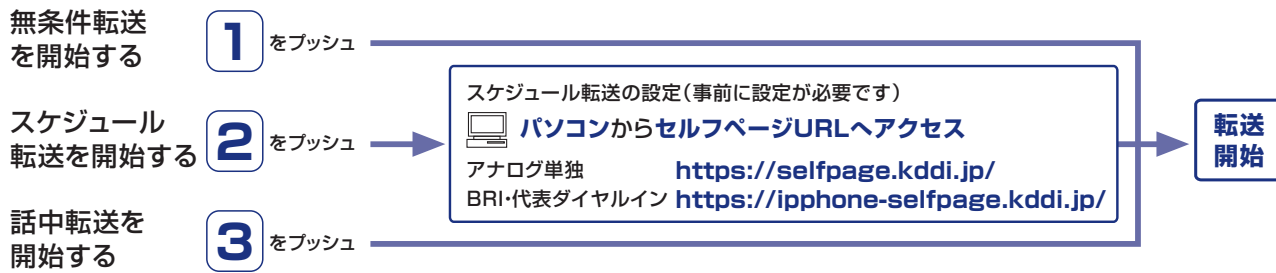 無条件転送
を開始する
1 をプッシュ
スケジュール
転送を開始する
2 をプッシュ
スケジュール転送の設定（事前に設定が必要です）
パソコンからセルフページURLへアクセス
アナログ単独 https://selfpage.kddi.jp/
BRI・代表ダイヤルイン https://ipphone-selfpage.kddi.jp/
話中転送を
開始する
3 をプッシュ
転送
開始